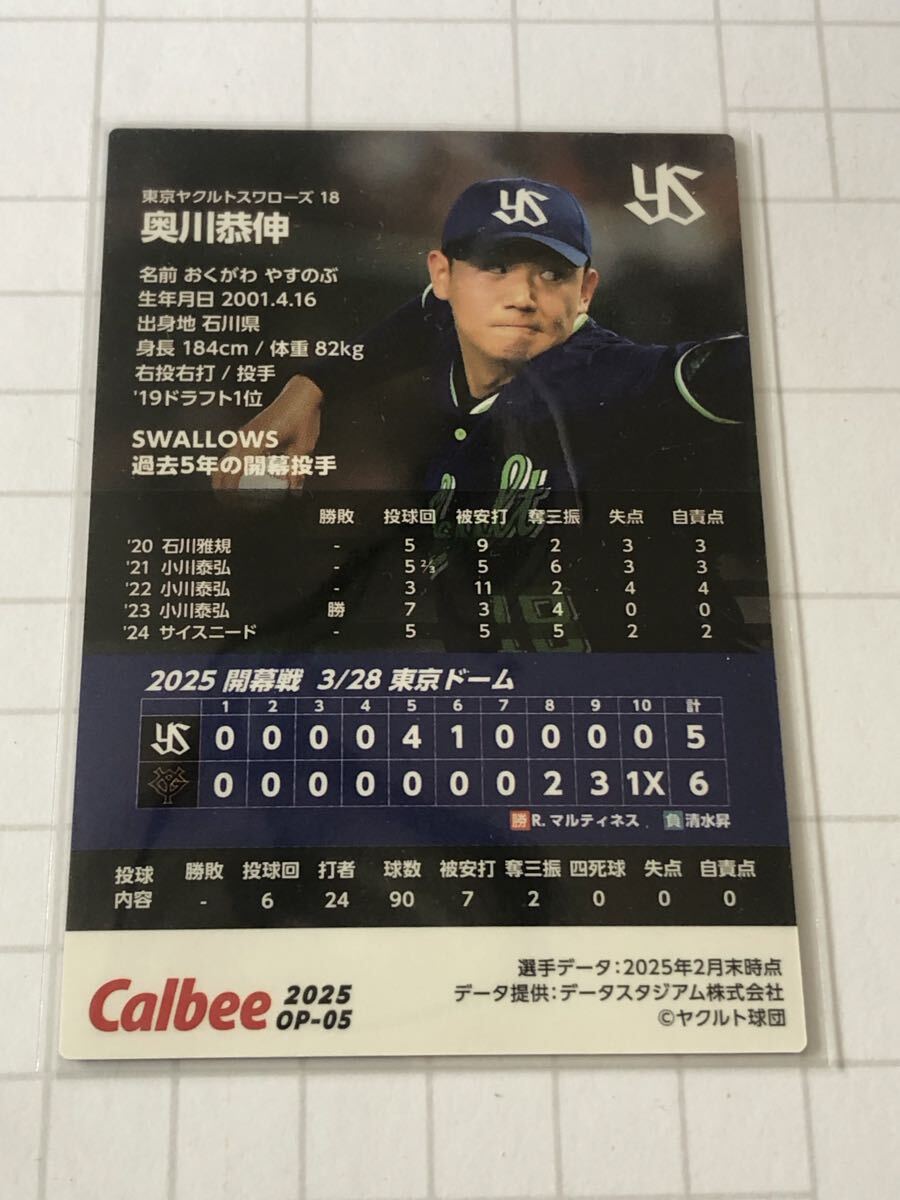 東京ヤクルトスワローズ 18
奥川恭伸
YS
YS
名前 おくがわ やすのぶ
生年月日 2001.4.16
出身地 石川県
身長 184cm / 体重 82kg
右投右打 / 投手
'19ドラフト1位
SWALLOWS
過去5年の開幕投手
勝敗 投球回 被安打 奪三振 失点 自責点
'20 石川雅規 - 5 9 2 3 3
'21 小川泰弘 - 5 2/3 5 6 3 3
'22 小川泰弘 - 3 11 2 4 4
'23 小川泰弘 勝 7 3 4 0 0
'24 サイスニード - 5 5 5 2 2
2025 開幕戦 3/28 東京ドーム
1 2 3 4 5 6 7 8 9 10 計
YS 0 0 0 0 4 1 0 0 0 0 5
0 0 0 0 0 0 0 2 3 1X 6
勝 R. マルティネス 負 清水昇
投球内容 勝敗 投球回 打者 球数 被安打 奪三振 四死球 失点 自責点
- 6 24 90 7 2 0 0 0
Calbee 2025
OP-05
選手データ:2025年2月末時点
データ提供:データスタジアム株式会社
©ヤクルト球団